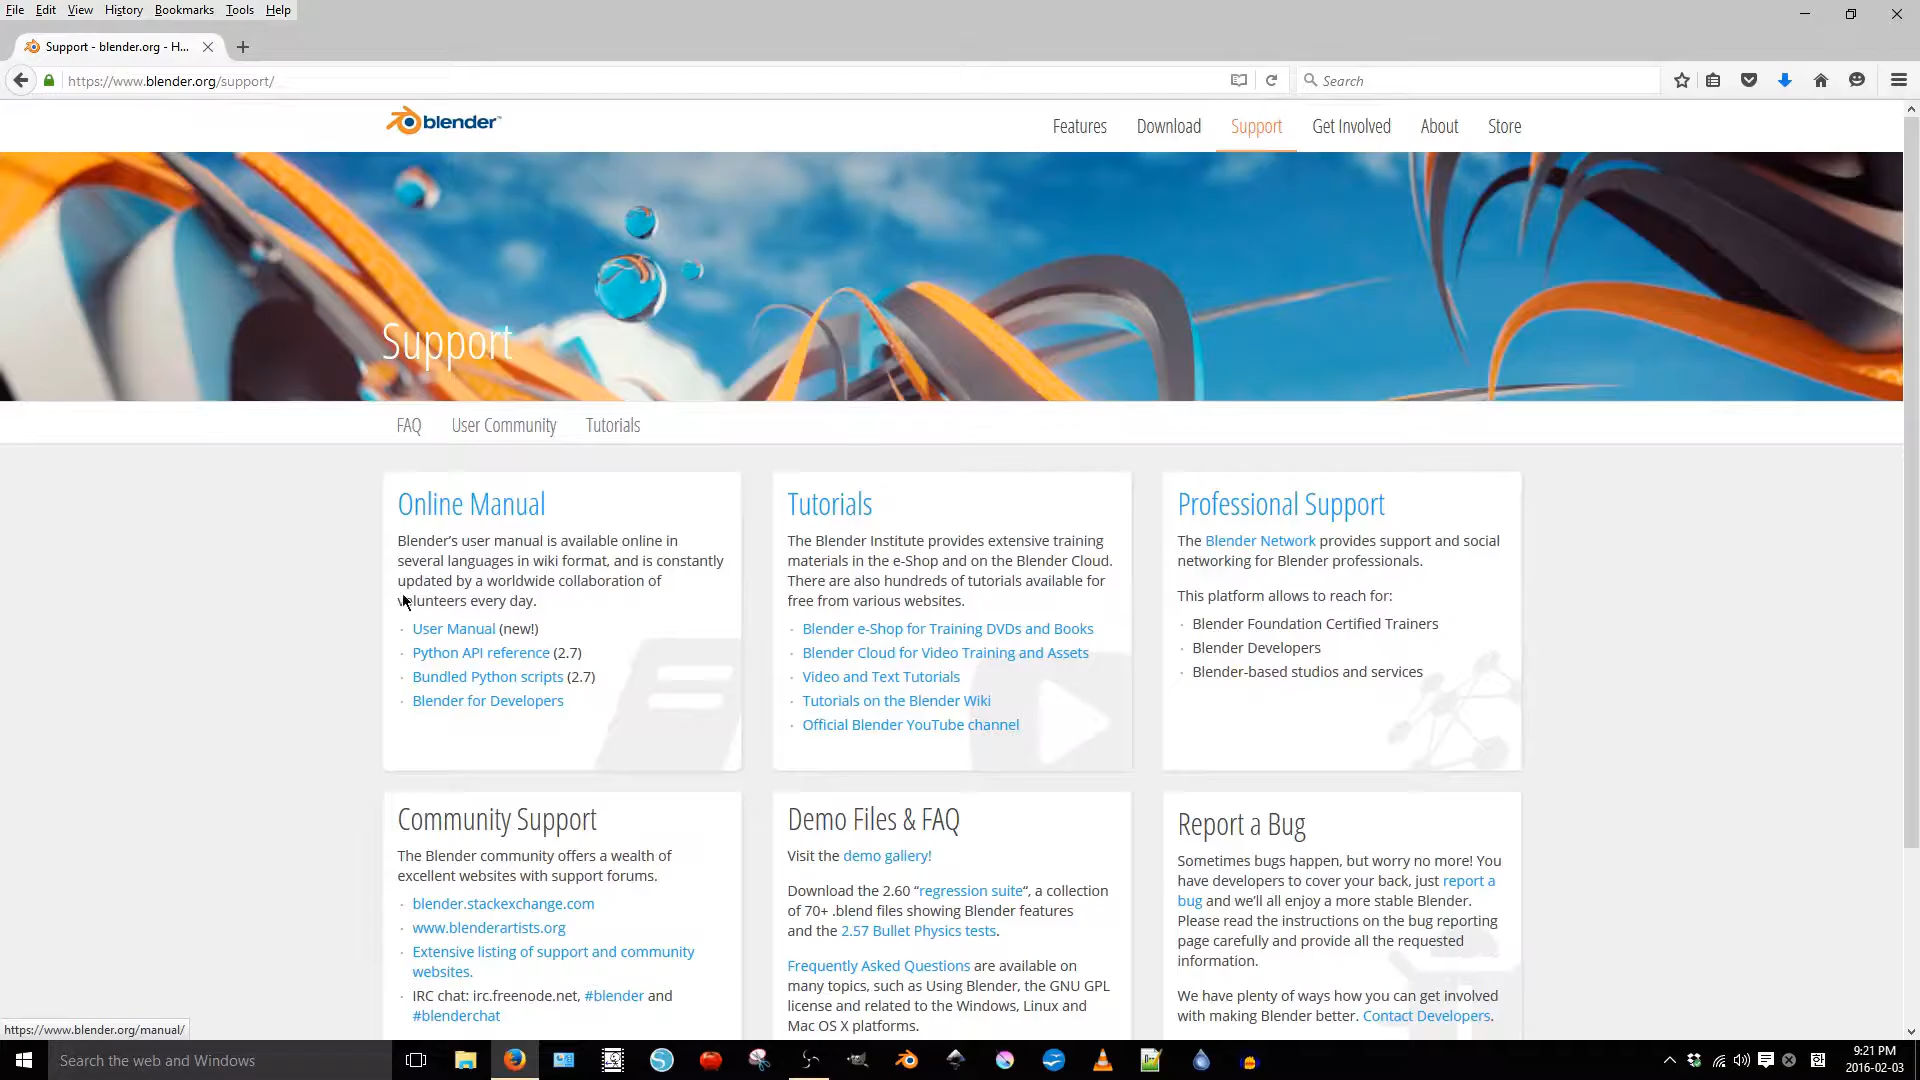 File Edit View History Bookmarks Tools Help
Support - blender.org - H...
https://www.blender.org/support/
Search
blender
Features Download Support Get Involved About Store
Support
FAQ User Community Tutorials
Online Manual
Blender’s user manual is available online in
several languages in wiki format, and is constantly
updated by a worldwide collaboration of
volunteers every day.
User Manual (new!)
Python API reference (2.7)
Bundled Python scripts (2.7)
Blender for Developers
Tutorials
The Blender Institute provides extensive training
materials in the e-Shop and on the Blender Cloud.
There are also hundreds of tutorials available for
free from various websites.
Blender e-Shop for Training DVDs and Books
Blender Cloud for Video Training and Assets
Video and Text Tutorials
Tutorials on the Blender Wiki
Official Blender YouTube channel
Professional Support
The Blender Network provides support and social
networking for Blender professionals.
This platform allows to reach for:
Blender Foundation Certified Trainers
Blender Developers
Blender-based studios and services
Community Support
The Blender community offers a wealth of
excellent websites with support forums.
blender.stackexchange.com
www.blenderartists.org
Extensive listing of support and community
websites.
IRC chat: irc.freenode.net, #blender and
#blenderchat
Demo Files & FAQ
Visit the demo gallery!
Download the 2.60 “regression suite“, a collection
of 70+ .blend files showing Blender features
and the 2.57 Bullet Physics tests.
Frequently Asked Questions are available on
many topics, such as Using Blender, the GNU GPL
license and related to the Windows, Linux and
Mac OS X platforms.
Report a Bug
Sometimes bugs happen, but worry no more! You
have developers to cover your back, just report a
bug and we’ll all enjoy a more stable Blender.
Please read the instructions on the bug reporting
page carefully and provide all the requested
information.
We have plenty of ways how you can get involved
with making Blender better. Contact Developers.
https://www.blender.org/manual/
Search the web and Windows
9:21 PM
2016-02-03